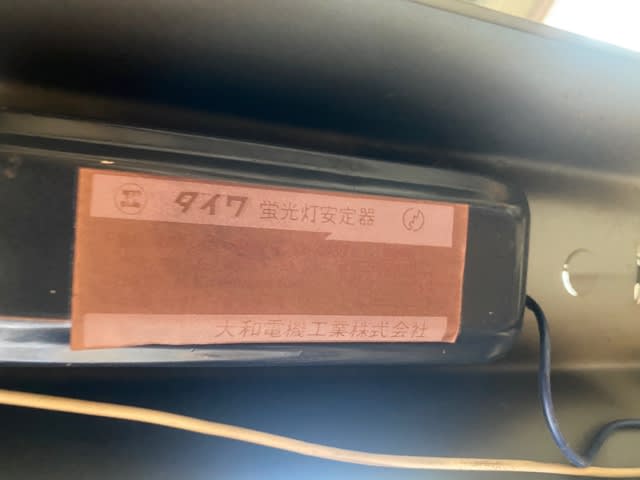 タイワ 蛍光灯安定器
大和電機工業株式会社